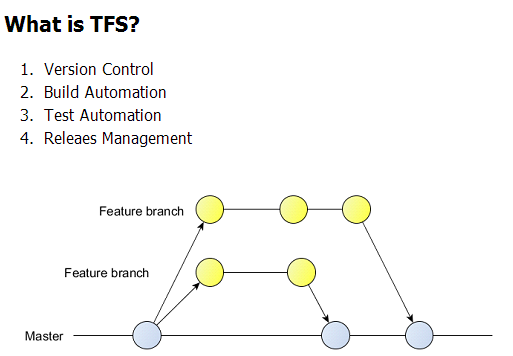 What is TFS?
1. Version Control
2. Build Automation
3. Test Automation
4. Releaes Management
Feature branch
Feature branch
Master